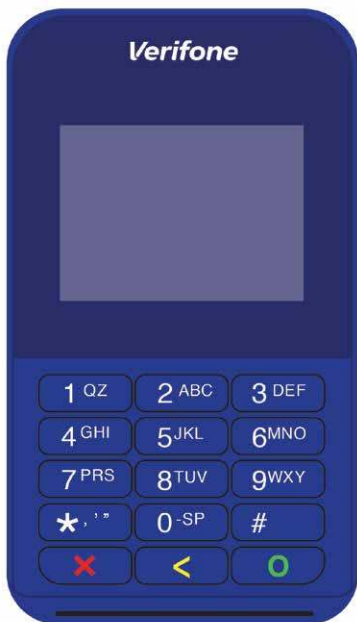 Verifone
1 QZ 2 ABC 3 DEF
4 GHI 5 JKL 6 MNO
7 PRS 8 TUV 9 WXY
* , ' " 0 -SP #
X < O